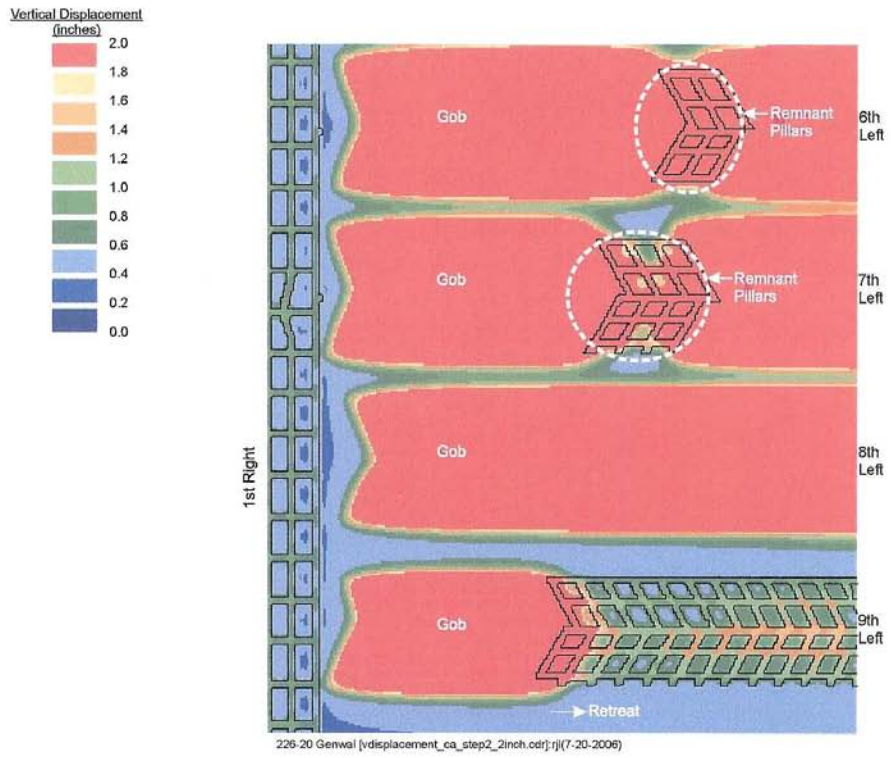 Vertical Displacement
(inches)
2.0
1.8
1.6
1.4
1.2
1.0
0.8
0.6
0.4
0.2
0.0
Gob
Remnant
Pillars
6th
Left
Gob
Remnant
Pillars
7th
Left
Gob
8th
Left
1st Right
Gob
9th
Left
Retreat
226-20 Genwal [vdisplacement_ca_step2_2inch.cdr]:rjl(7-20-2006)